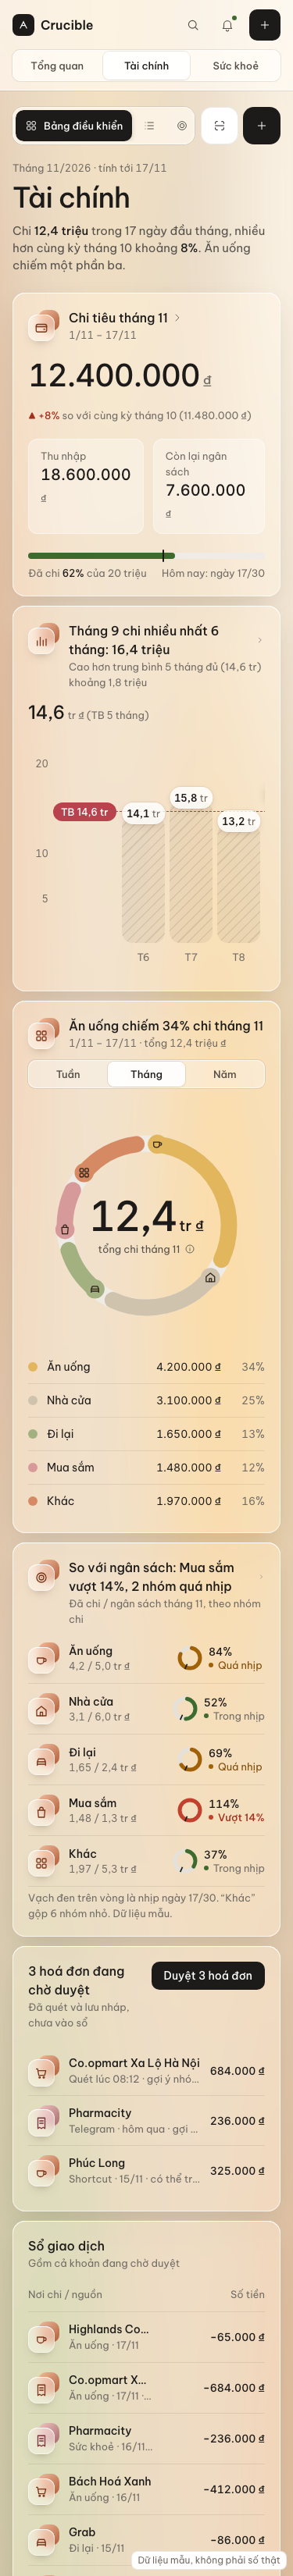 Crucible
Tổng quan
Tài chính
Sức khoẻ
Bảng điều khiển
Tháng 11/2026 · tính tới 17/11
Tài chính
Chi 12,4 triệu trong 17 ngày đầu tháng, nhiều
hơn cùng kỳ tháng 10 khoảng 8%. Ăn uống
chiếm một phần ba.
Chi tiêu tháng 11
1/11 – 17/11
12.400.000 đ
▲ +8% so với cùng kỳ tháng 10 (11.480.000 đ)
Thu nhập
18.600.000
đ
Còn lại ngân
sách
7.600.000
đ
Đã chi 62% của 20 triệu
Hôm nay: ngày 17/30
Tháng 9 chi nhiều nhất 6
tháng: 16,4 triệu
Cao hơn trung bình 5 tháng đủ (14,6 tr)
khoảng 1,8 triệu
14,6 tr đ (TB 5 tháng)
20
TB 14,6 tr
14,1 tr
15,8 tr
13,2 tr
10
5
T6
T7
T8
Ăn uống chiếm 34% chi tháng 11
1/11 – 17/11 · tổng 12,4 triệu đ
Tuần
Tháng
Năm
12,4 tr đ
tổng chi tháng 11
Ăn uống 4.200.000 đ 34%
Nhà cửa 3.100.000 đ 25%
Đi lại 1.650.000 đ 13%
Mua sắm 1.480.000 đ 12%
Khác 1.970.000 đ 16%
So với ngân sách: Mua sắm
vượt 14%, 2 nhóm quá nhịp
Đã chi / ngân sách tháng 11, theo nhóm
chi
Ăn uống
4,2 / 5,0 tr đ
84%
Quá nhịp
Nhà cửa
3,1 / 6,0 tr đ
52%
Trong nhịp
Đi lại
1,65 / 2,4 tr đ
69%
Quá nhịp
Mua sắm
1,48 / 1,3 tr đ
114%
Vượt 14%
Khác
1,97 / 5,3 tr đ
37%
Trong nhịp
Vạch đen trên vòng là nhịp ngày 17/30. “Khác”
gộp 6 nhóm nhỏ. Dữ liệu mẫu.
3 hoá đơn đang
chờ duyệt
Duyệt 3 hoá đơn
Đã quét và lưu nháp,
chưa vào sổ
Co.opmart Xa Lộ Hà Nội
Quét lúc 08:12 · gợi ý nhó...
684.000 đ
Pharmacity
Telegram · hôm qua · gợi ...
236.000 đ
Phúc Long
Shortcut · 15/11 · có thể tr...
325.000 đ
Sổ giao dịch
Gồm cả khoản đang chờ duyệt
Nơi chi / nguồn
Số tiền
Highlands Co...
Ăn uống · 17/11
−65.000 đ
Co.opmart X...
Ăn uống · 17/11 ·...
−684.000 đ
Pharmacity
Sức khoẻ · 16/11...
−236.000 đ
Bách Hoá Xanh
Ăn uống · 16/11
−412.000 đ
Grab
Đi lại · 15/11
−86.000 đ
Dữ liệu mẫu, không phải số thật